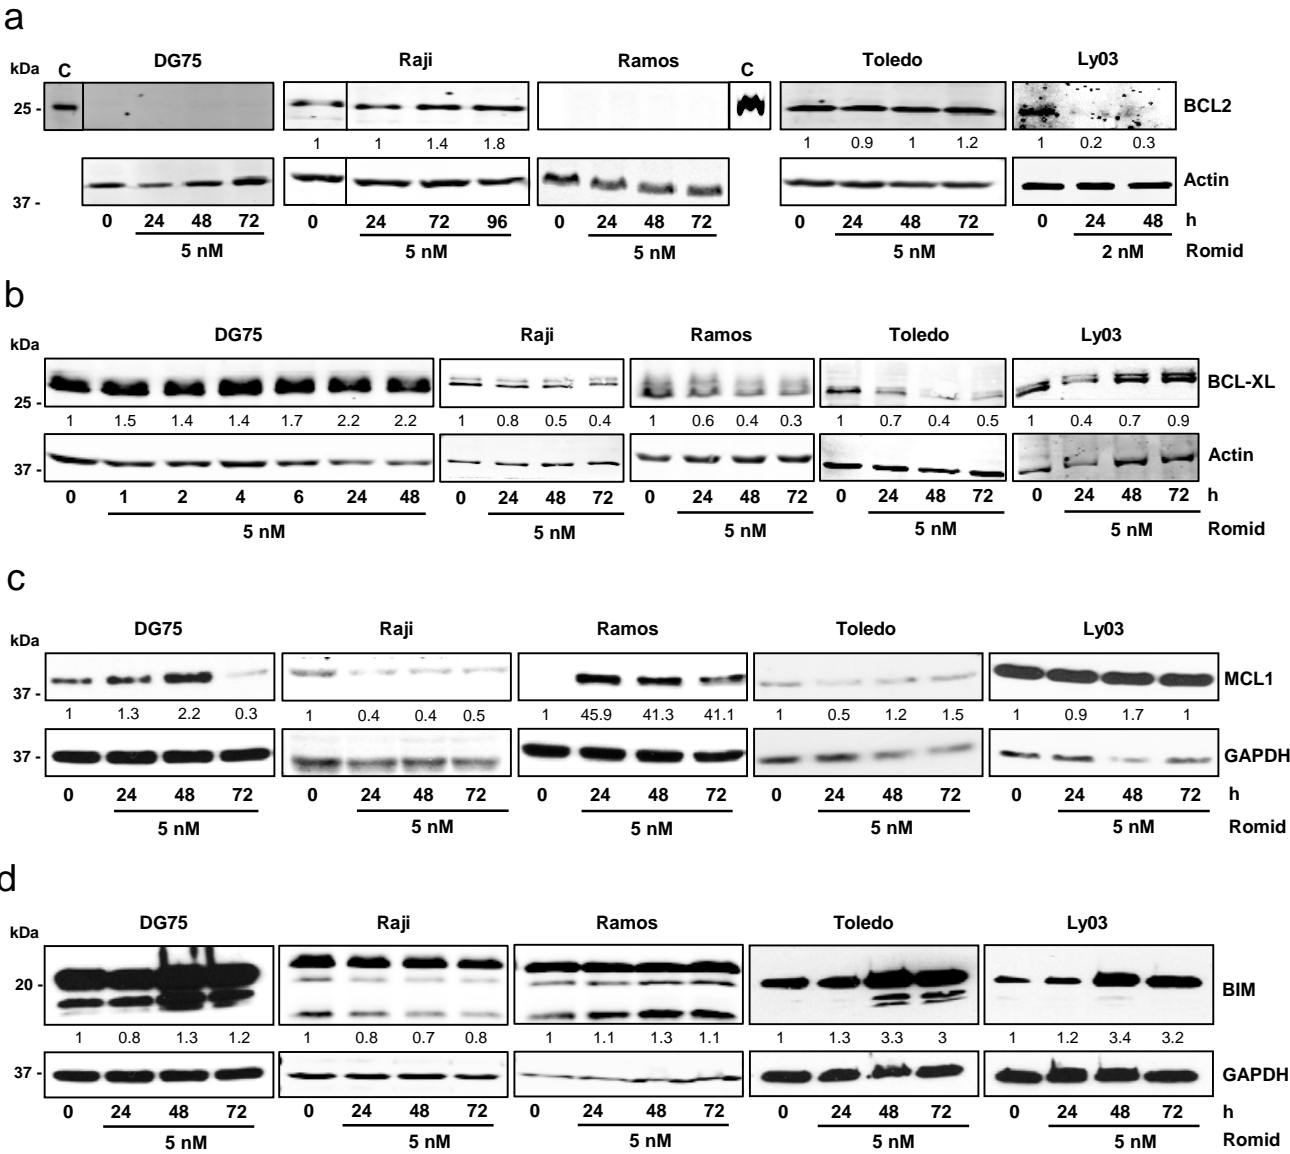 a
DG75 Raji Ramos Toledo Ly03
kDa C C
25 - BCL2
1 1 1.4 1.8 1 0.9 1 1.2 1 0.2 0.3
37 - Actin
0 24 48 72 0 24 72 96 0 24 48 72 0 24 48 72 0 24 48 h
5 nM 5 nM 5 nM 5 nM 2 nM Romid
b
DG75 Raji Ramos Toledo Ly03
kDa
25 - BCL-XL
1 1.5 1.4 1.4 1.7 2.2 2.2 1 0.8 0.5 0.4 1 0.6 0.4 0.3 1 0.7 0.4 0.5 1 0.4 0.7 0.9
37 - Actin
0 1 2 4 6 24 48 0 24 48 72 0 24 48 72 0 24 48 72 0 24 48 72 h
5 nM 5 nM 5 nM 5 nM 5 nM Romid
c
DG75 Raji Ramos Toledo Ly03
kDa
37 - MCL1
1 1.3 2.2 0.3 1 0.4 0.4 0.5 1 45.9 41.3 41.1 1 0.5 1.2 1.5 1 0.9 1.7 1
37 - GAPDH
0 24 48 72 0 24 48 72 0 24 48 72 0 24 48 72 0 24 48 72 h
5 nM 5 nM 5 nM 5 nM 5 nM Romid
d
DG75 Raji Ramos Toledo Ly03
kDa
20 - BIM
1 0.8 1.3 1.2 1 0.8 0.7 0.8 1 1.1 1.3 1.1 1 1.3 3.3 3 1 1.2 3.4 3.2
37 - GAPDH
0 24 48 72 0 24 48 72 0 24 48 72 0 24 48 72 0 24 48 72 h
5 nM 5 nM 5 nM 5 nM 5 nM Romid